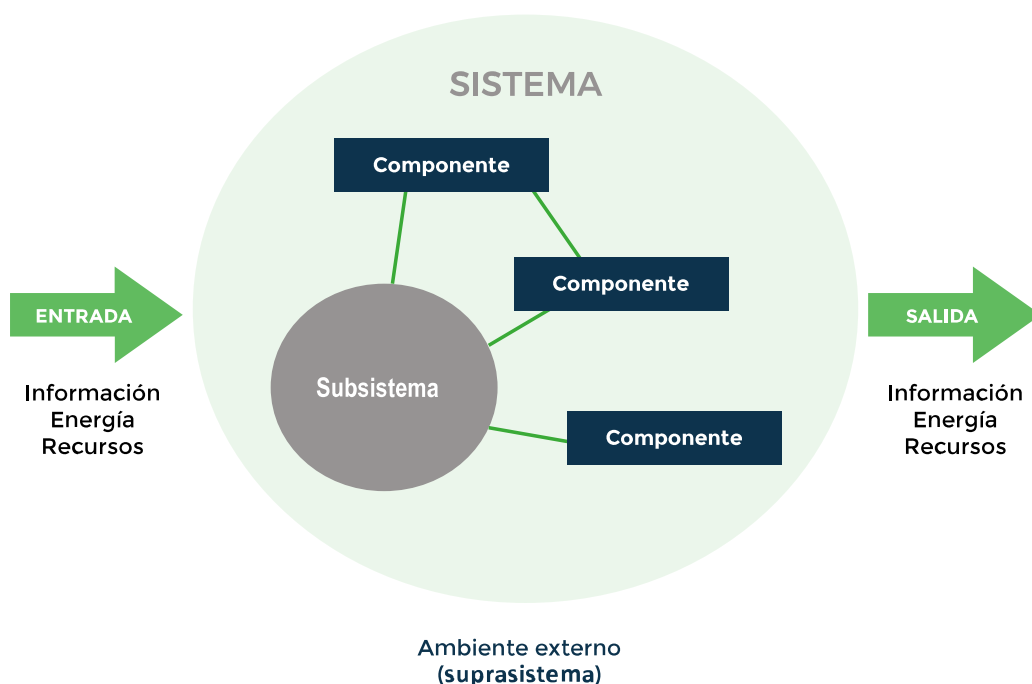 SISTEMA
Componente
Componente
ENTRADA
SALIDA
Información
Energía
Recursos
Subsistema
Componente
Información
Energía
Recursos
Ambiente externo
(suprasistema)